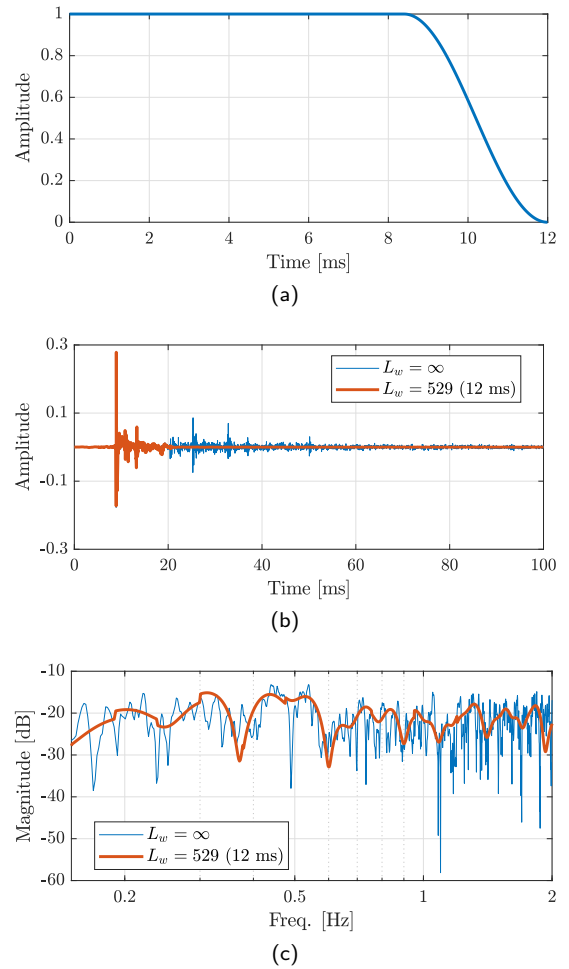 1
0.8
0.6
0.4
0.2
0
Amplitude
0 2 4 6 8 10 12
Time [ms]
(a)
0.3
0.1
-0.1
-0.3
Amplitude
L_w = ∞
L_w = 529 (12 ms)
0 20 40 60 80 100
Time [ms]
(b)
-10
-20
-30
-40
-50
-60
Magnitude [dB]
L_w = ∞
L_w = 529 (12 ms)
0.2 0.5 1 2
Freq. [Hz]
(c)